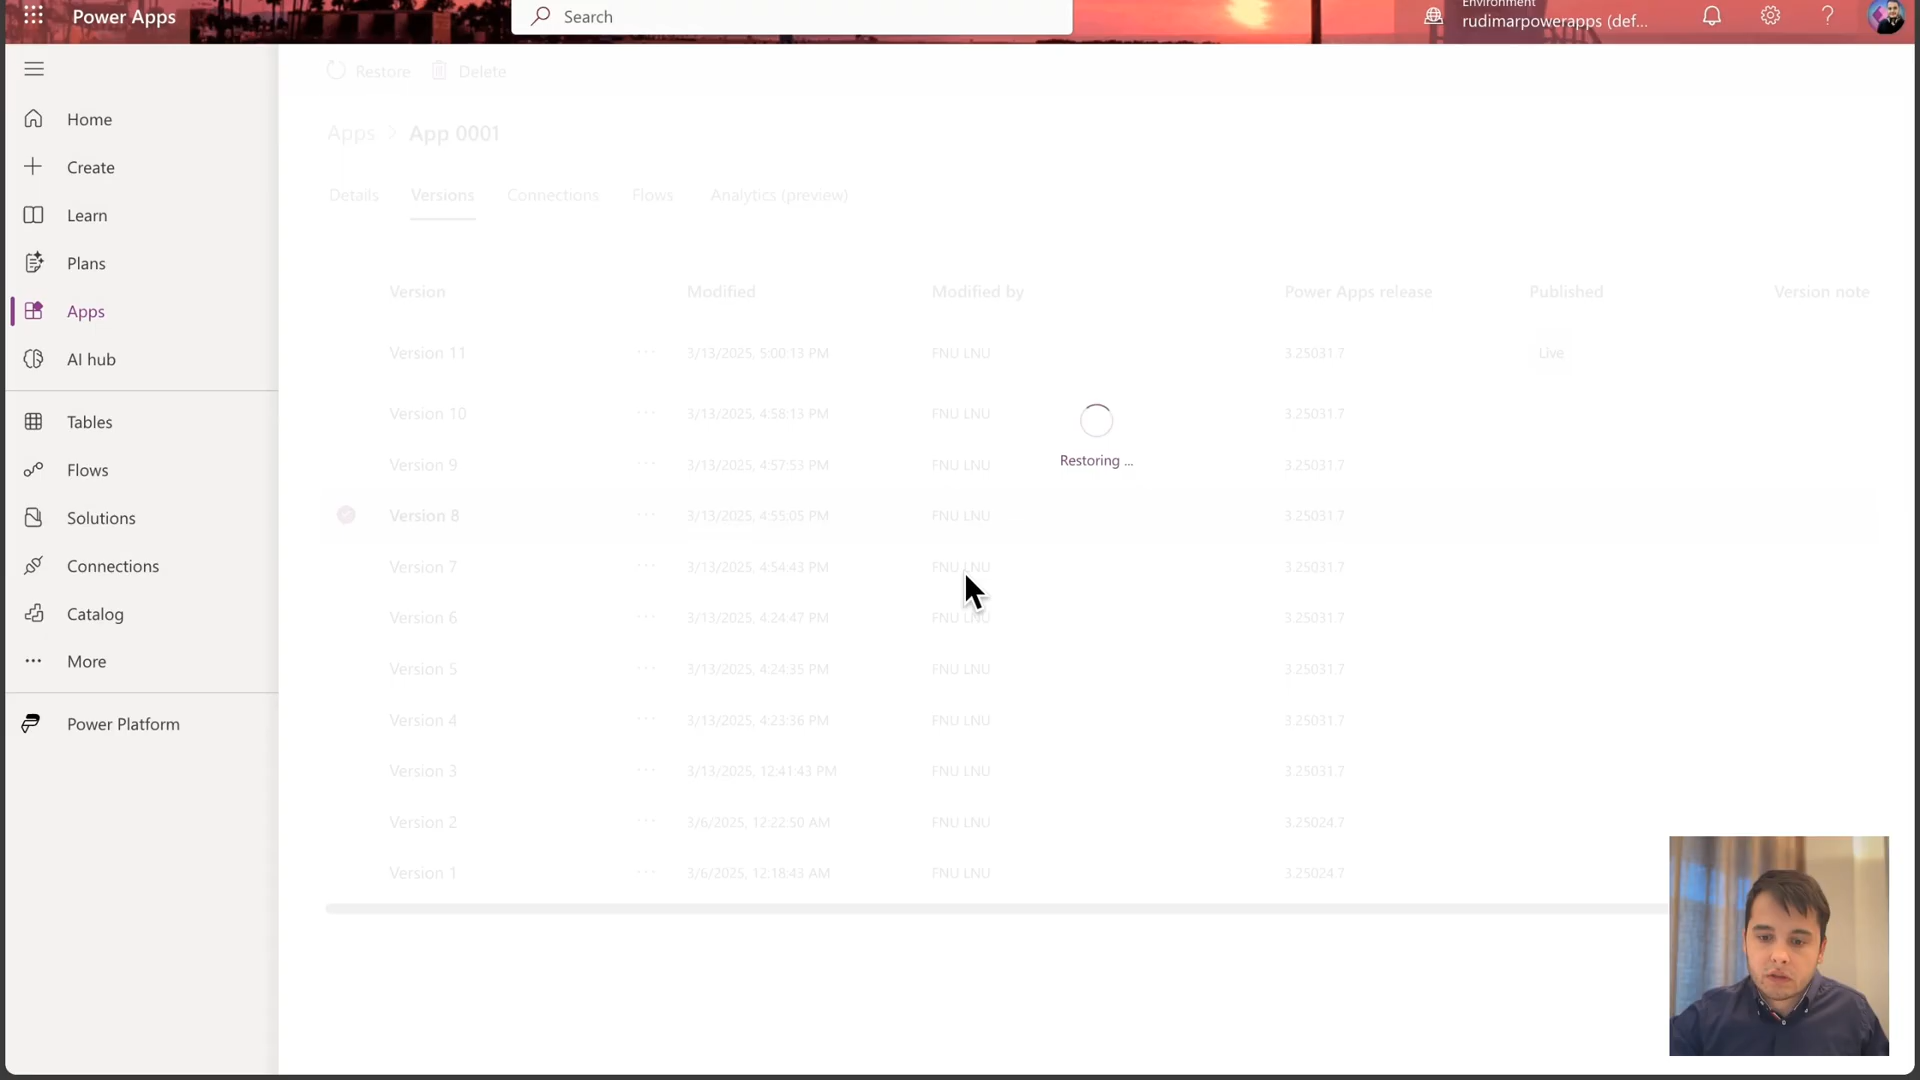 Power Apps
Search
Environment
rudimarpowerapps (def...
Restore
Delete
Home
Create
Learn
Plans
Apps
AI hub
Tables
Flows
Solutions
Connections
Catalog
More
Power Platform
Apps > App 0001
Details Versions Connections Flows Analytics (preview)
Version Modified Modified by Power Apps release Published Version note
Version 11 ... 3/13/2025, 5:00:13 PM FNU LNU 3.25031.7 Live
Version 10 ... 3/13/2025, 4:58:13 PM FNU LNU 3.25031.7
Version 9 ... 3/13/2025, 4:57:53 PM FNU LNU 3.25031.7
Restoring ...
Version 8 ... 3/13/2025, 4:55:05 PM FNU LNU 3.25031.7
Version 7 ... 3/13/2025, 4:54:43 PM FNU LNU 3.25031.7
Version 6 ... 3/13/2025, 4:24:47 PM FNU LNU 3.25031.7
Version 5 ... 3/13/2025, 4:24:35 PM FNU LNU 3.25031.7
Version 4 ... 3/13/2025, 4:23:36 PM FNU LNU 3.25031.7
Version 3 ... 3/13/2025, 12:41:43 PM FNU LNU 3.25031.7
Version 2 ... 3/6/2025, 12:22:50 AM FNU LNU 3.25024.7
Version 1 ... 3/6/2025, 12:18:43 AM FNU LNU 3.25024.7